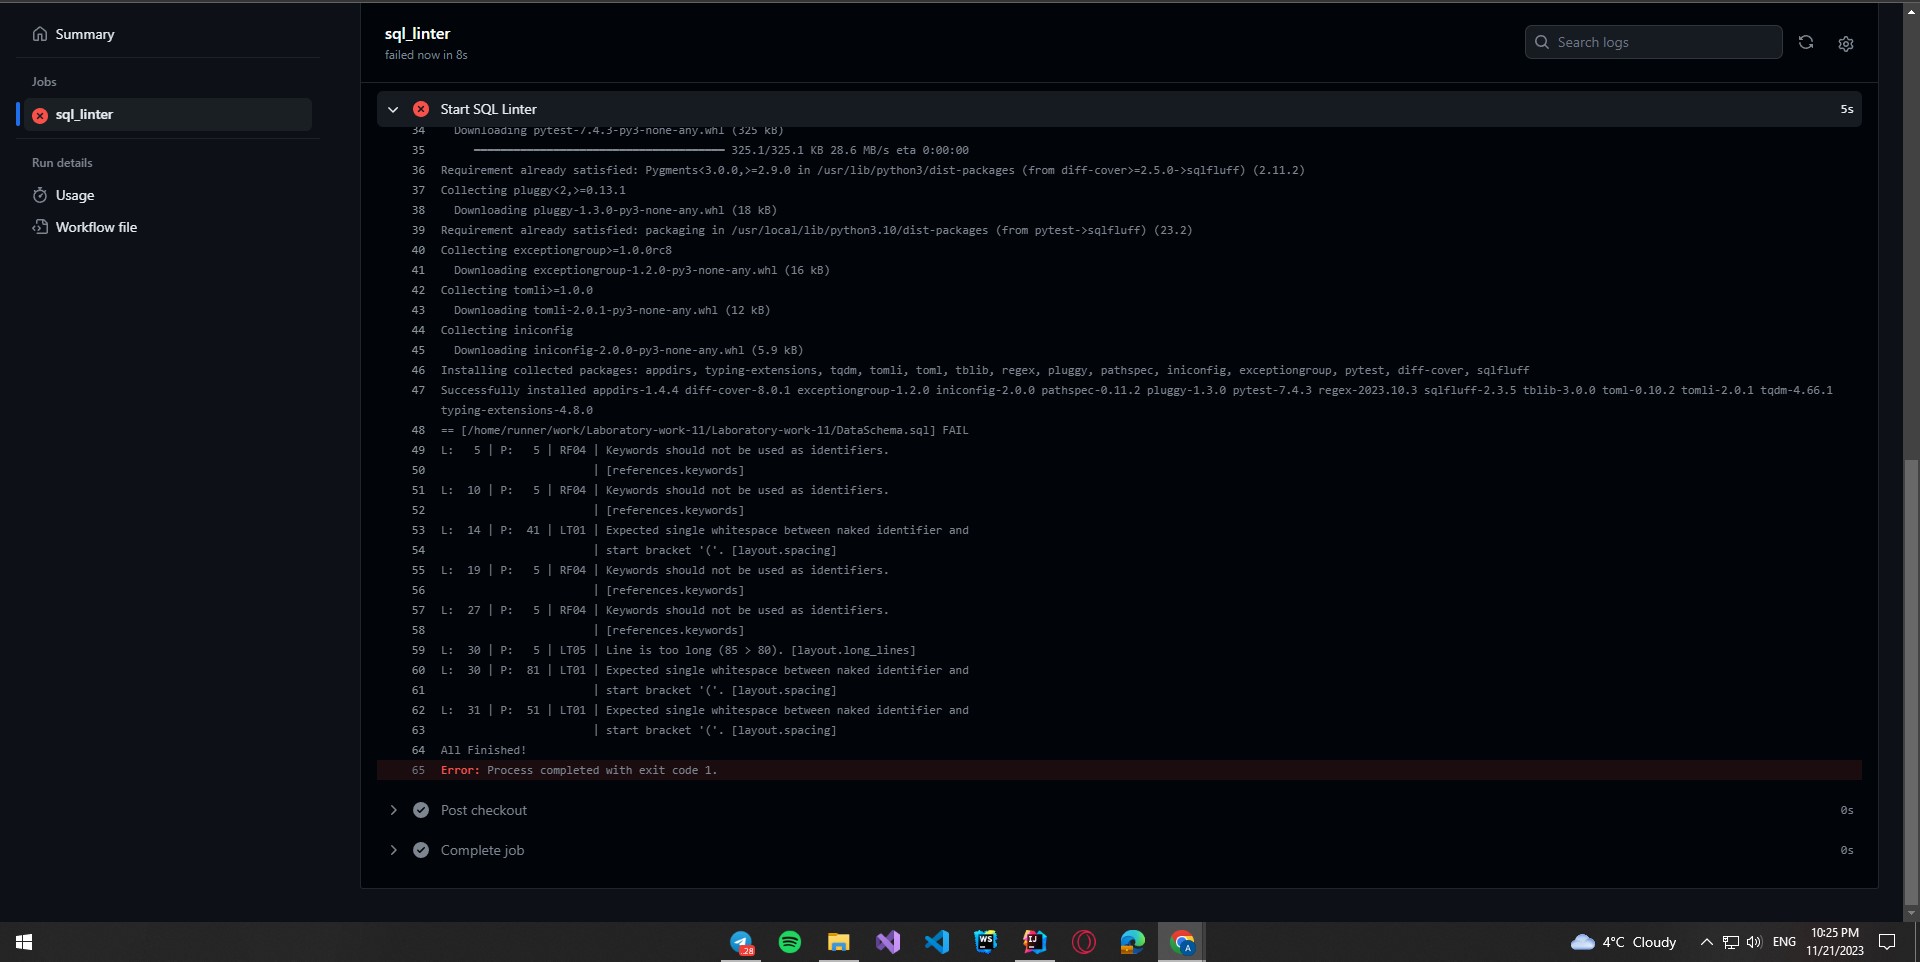 Summary
Jobs
sql_linter
Run details
Usage
Workflow file
sql_linter
failed now in 8s
Search logs
Start SQL Linter 5s
34 Downloading pytest-7.4.3-py3-none-any.whl (325 kB)
35 ━━━━━━━━━━━━━━━━━━━━━━━━━━━━━━━━━━━━━━ 325.1/325.1 KB 28.6 MB/s eta 0:00:00
36 Requirement already satisfied: Pygments<3.0.0,>=2.9.0 in /usr/lib/python3/dist-packages (from diff-cover>=2.5.0->sqlfluff) (2.11.2)
37 Collecting pluggy<2,>=0.13.1
38 Downloading pluggy-1.3.0-py3-none-any.whl (18 kB)
39 Requirement already satisfied: packaging in /usr/local/lib/python3.10/dist-packages (from pytest->sqlfluff) (23.2)
40 Collecting exceptiongroup>=1.0.0rc8
41 Downloading exceptiongroup-1.2.0-py3-none-any.whl (16 kB)
42 Collecting tomli>=1.0.0
43 Downloading tomli-2.0.1-py3-none-any.whl (12 kB)
44 Collecting iniconfig
45 Downloading iniconfig-2.0.0-py3-none-any.whl (5.9 kB)
46 Installing collected packages: appdirs, typing-extensions, tqdm, tomli, toml, tblib, regex, pluggy, pathspec, iniconfig, exceptiongroup, pytest, diff-cover, sqlfluff
47 Successfully installed appdirs-1.4.4 diff-cover-8.0.1 exceptiongroup-1.2.0 iniconfig-2.0.0 pathspec-0.11.2 pluggy-1.3.0 pytest-7.4.3 regex-2023.10.3 sqlfluff-2.3.5 tblib-3.0.0 toml-0.10.2 tomli-2.0.1 tqdm-4.66.1
typing-extensions-4.8.0
48 == [/home/runner/work/Laboratory-work-11/Laboratory-work-11/DataSchema.sql] FAIL
49 L:   5 | P:   5 | RF04 | Keywords should not be used as identifiers.
50 | [references.keywords]
51 L:  10 | P:   5 | RF04 | Keywords should not be used as identifiers.
52 | [references.keywords]
53 L:  14 | P:  41 | LT01 | Expected single whitespace between naked identifier and
54 | start bracket '('. [layout.spacing]
55 L:  19 | P:   5 | RF04 | Keywords should not be used as identifiers.
56 | [references.keywords]
57 L:  27 | P:   5 | RF04 | Keywords should not be used as identifiers.
58 | [references.keywords]
59 L:  30 | P:   5 | LT05 | Line is too long (85 > 80). [layout.long_lines]
60 L:  30 | P:  81 | LT01 | Expected single whitespace between naked identifier and
61 | start bracket '('. [layout.spacing]
62 L:  31 | P:  51 | LT01 | Expected single whitespace between naked identifier and
63 | start bracket '('. [layout.spacing]
64 All Finished!
65 Error: Process completed with exit code 1.
Post checkout 0s
Complete job 0s
28
WS
IJ
A
4°C Cloudy
ENG
10:25 PM
11/21/2023